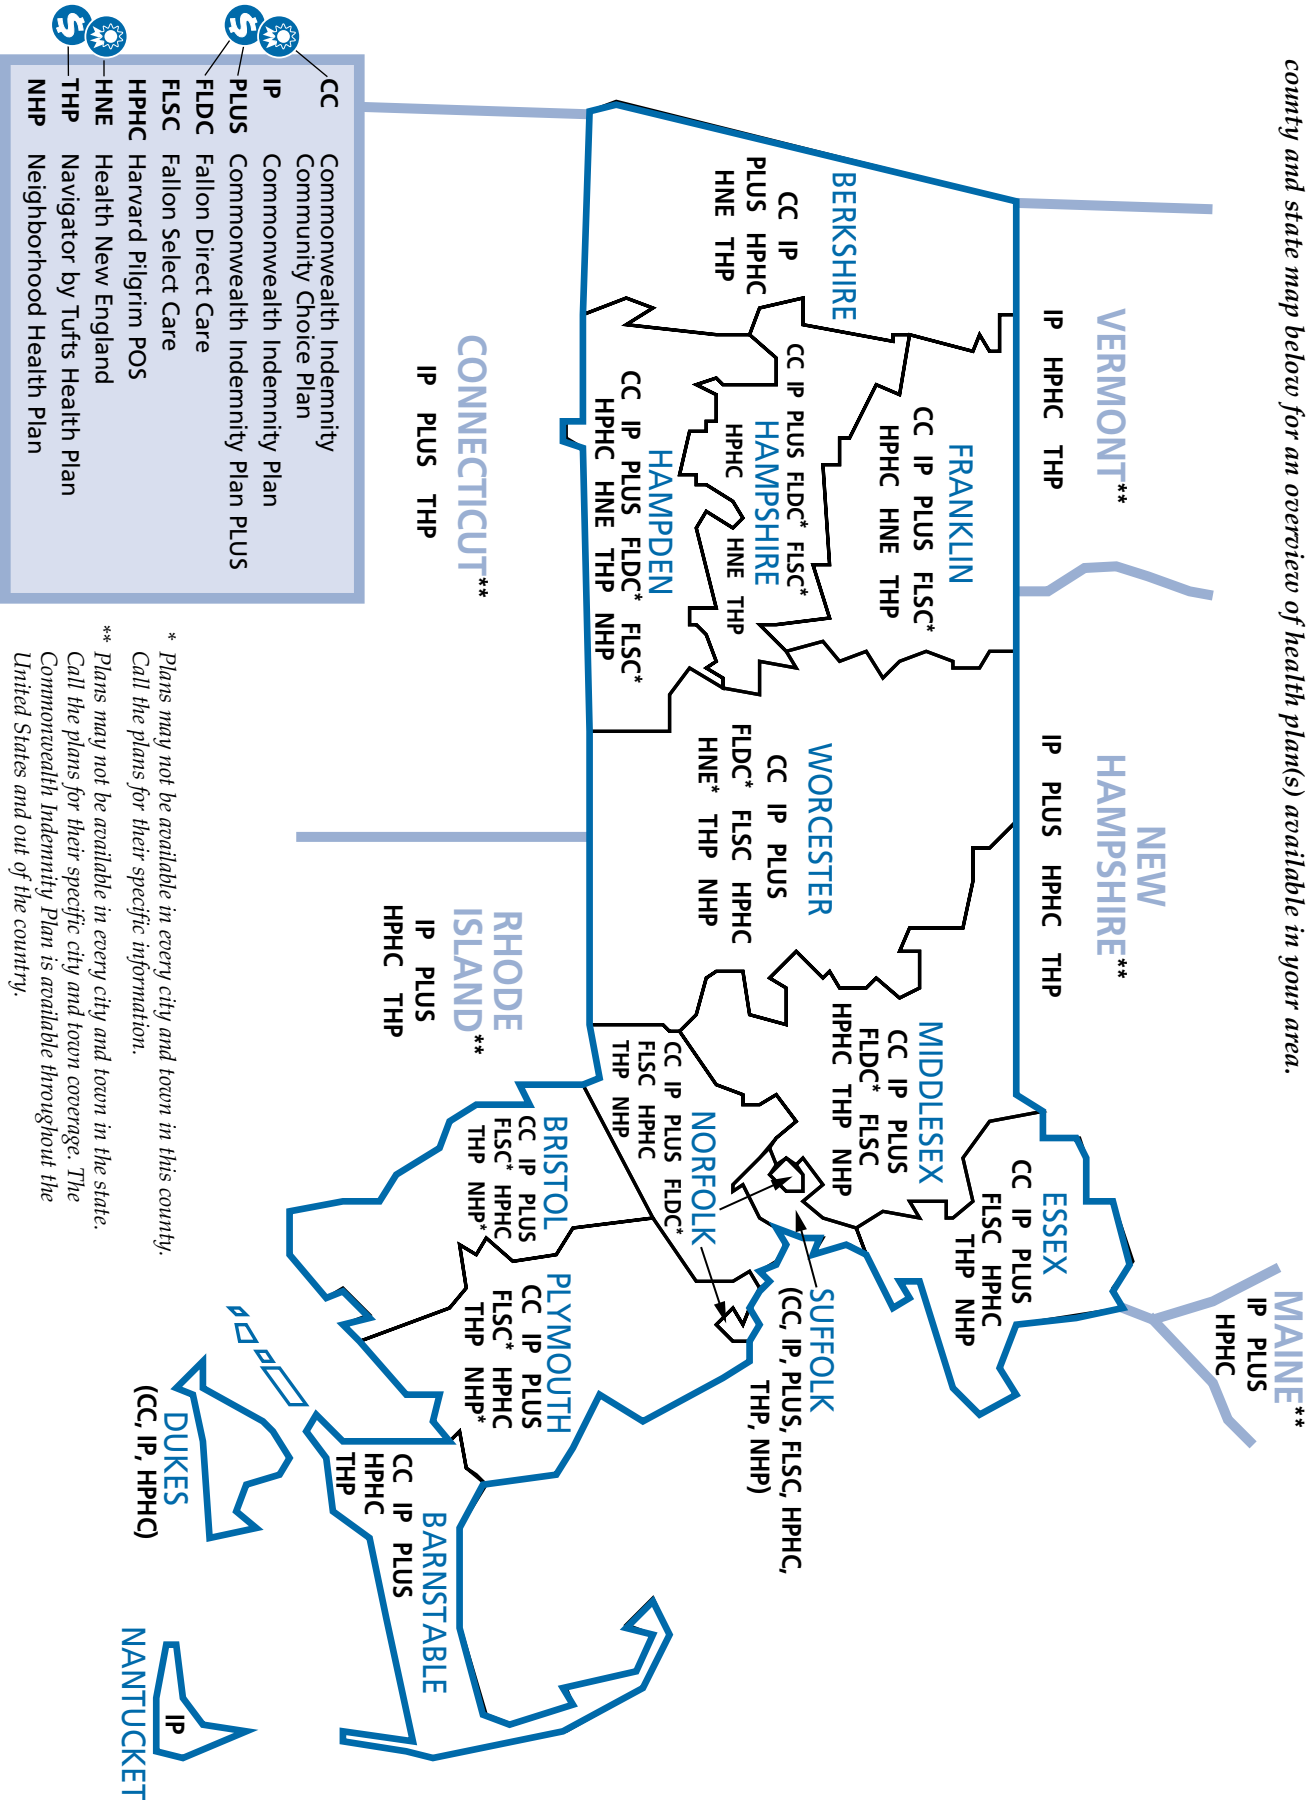 county and state map below for an overview of health plan(s) available in your area.
VERMONT**
IP HPHC THP
NEW
HAMPSHIRE**
IP PLUS HPHC THP
MAINE**
IP PLUS
HPHC
BERKSHIRE
CC IP
PLUS HPHC
HNE THP
FRANKLIN
CC IP PLUS FLSC*
HPHC HNE THP
CC IP PLUS FLDC* FLSC*
HAMPSHIRE
HPHC HNE THP
HAMPDEN
CC IP PLUS FLDC* FLSC*
HPHC HNE THP NHP
WORCESTER
CC IP PLUS
FLDC* FLSC HPHC
HNE* THP NHP
MIDDLESEX
CC IP PLUS
FLDC* FLSC
HPHC THP NHP
ESSEX
CC IP PLUS
FLSC HPHC
THP NHP
SUFFOLK
(CC, IP, PLUS, FLSC, HPHC,
THP, NHP)
NORFOLK
CC IP PLUS FLDC*
FLSC HPHC
THP NHP
BRISTOL
CC IP PLUS
FLSC* HPHC
THP NHP*
PLYMOUTH
CC IP PLUS
FLSC* HPHC
THP NHP*
BARNSTABLE
CC IP PLUS
HPHC
THP
DUKES
(CC, IP, HPHC)
NANTUCKET
IP
CONNECTICUT**
IP PLUS THP
RHODE
ISLAND**
IP PLUS
HPHC THP
CC Commonwealth Indemnity
Community Choice Plan
IP Commonwealth Indemnity Plan
$ PLUS Commonwealth Indemnity Plan PLUS
FLDC Fallon Direct Care
FLSC Fallon Select Care
HPHC Harvard Pilgrim POS
HNE Health New England
$ THP Navigator by Tufts Health Plan
NHP Neighborhood Health Plan
* Plans may not be available in every city and town in this county.
Call the plans for their specific information.
** Plans may not be available in every city and town in the state.
Call the plans for their specific city and town coverage. The
Commonwealth Indemnity Plan is available throughout the
United States and out of the country.